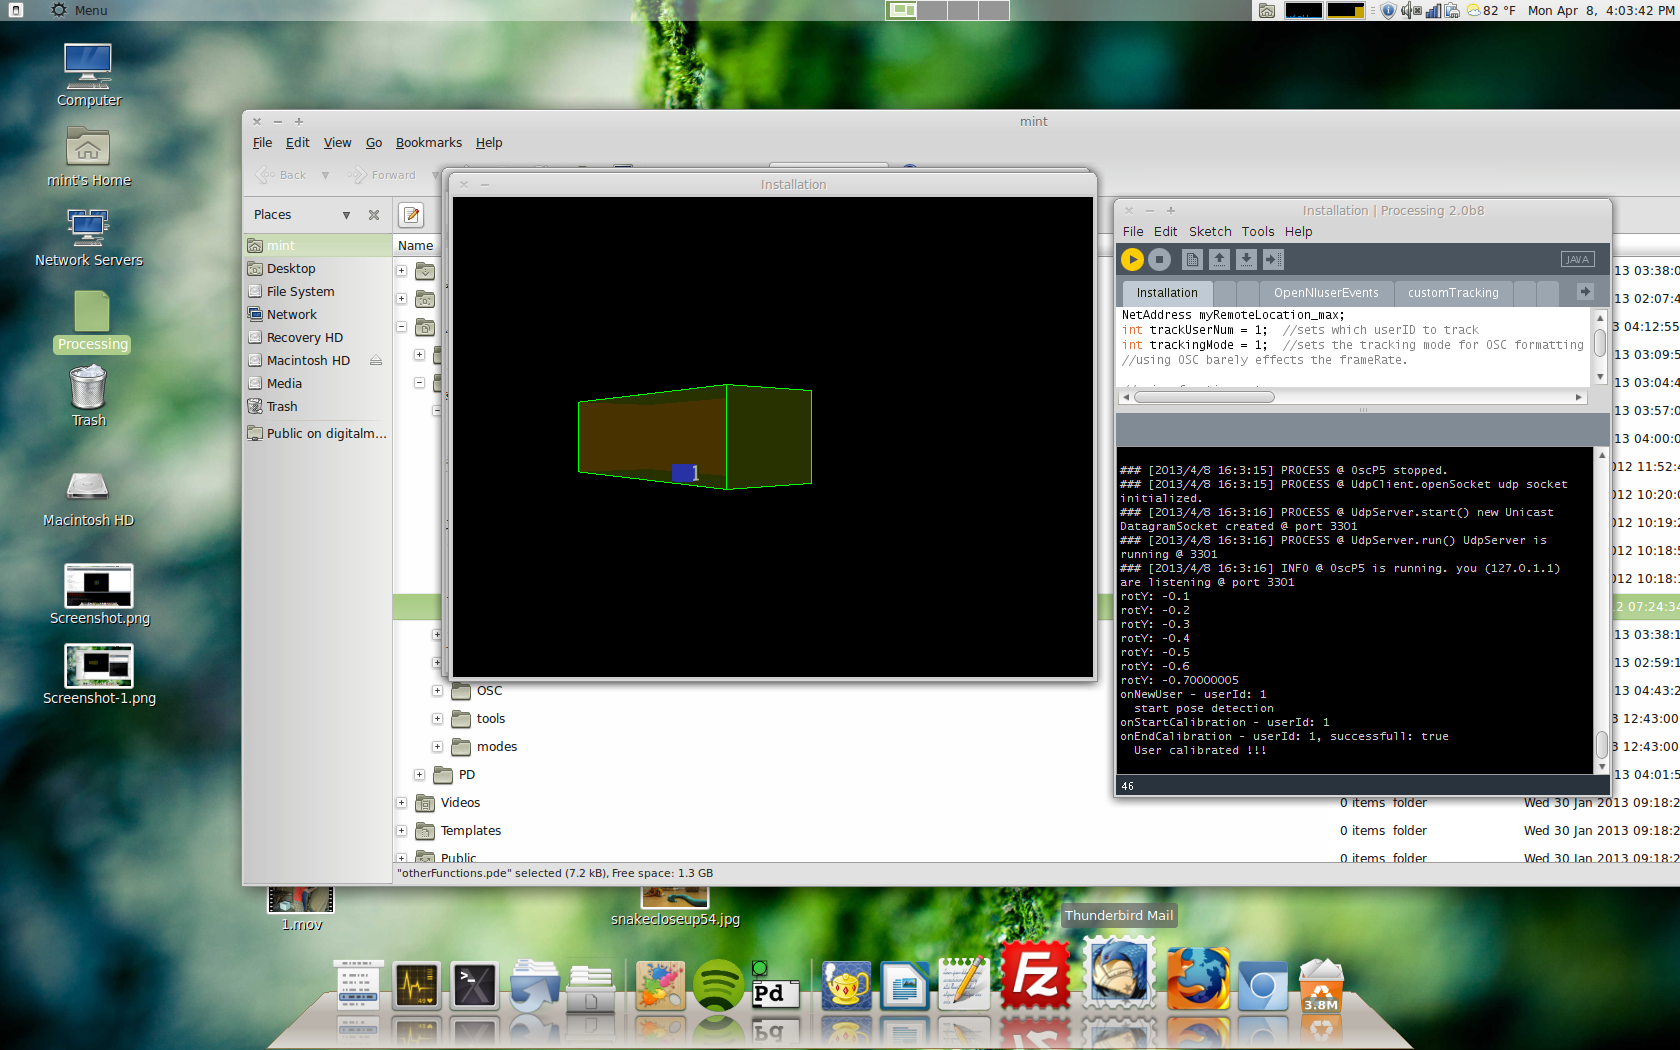 Menu
82 °F Mon Apr 8, 4:03:42 PM
Computer
mint's Home
Network Servers
Processing
Trash
Macintosh HD
Screenshot.png
Screenshot-1.png
mint
File Edit View Go Bookmarks Help
Back Forward
Places
Name
mint
Desktop
File System
Network
Recovery HD
Macintosh HD
Media
Trash
Public on digitalm...
OSC
tools
modes
PD
Videos
Templates
Public
0 items folder Wed 30 Jan 2013 09:18:2
0 items folder Wed 30 Jan 2013 09:18:2
0 items folder Wed 30 Jan 2013 09:18:2
"otherFunctions.pde" selected (7.2 kB), Free space: 1.3 GB
Installation
1
Installation | Processing 2.0b8
File Edit Sketch Tools Help
JAVA
Installation OpenNIuserEvents customTracking
NetAddress myRemoteLocation_max;
int trackUserNum = 1; //sets which userID to track
int trackingMode = 1; //sets the tracking mode for OSC formatting
//using OSC barely effects the frameRate.
### [2013/4/8 16:3:15] PROCESS @ OscP5 stopped.
### [2013/4/8 16:3:15] PROCESS @ UdpClient.openSocket udp socket
initialized.
### [2013/4/8 16:3:16] PROCESS @ UdpServer.start() new Unicast
DatagramSocket created @ port 3301
### [2013/4/8 16:3:16] PROCESS @ UdpServer.run() UdpServer is
running @ 3301
### [2013/4/8 16:3:16] INFO @ OscP5 is running. you (127.0.1.1)
are listening @ port 3301
rotY: -0.1
rotY: -0.2
rotY: -0.3
rotY: -0.4
rotY: -0.5
rotY: -0.6
rotY: -0.70000005
onNewUser - userId: 1
start pose detection
onStartCalibration - userId: 1
onEndCalibration - userId: 1, successfull: true
User calibrated !!!
46
13 03:38:0
13 02:07:4
3 04:12:55
13 03:09:5
13 03:04:4
13 03:57:0
13 04:00:0
012 11:52:4
012 10:20:0
012 10:19:2
012 10:18:5
012 10:18:1
12 07:24:34
13 03:38:1
13 02:59:1
13 04:43:2
13 12:43:00
13 12:43:00
13 04:01:5
1.mov
snakecloseup54.jpg
Thunderbird Mail
Pd
Fz
3.8M